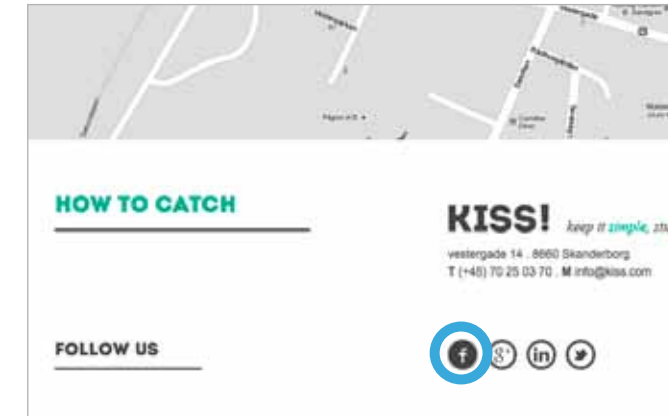 HOW TO CATCH
KISS! keep it simple,
vestergade 14 . 8660 Skanderborg
T (+45) 70 25 03 70 . M info@kiss.com
FOLLOW US
f g+ in